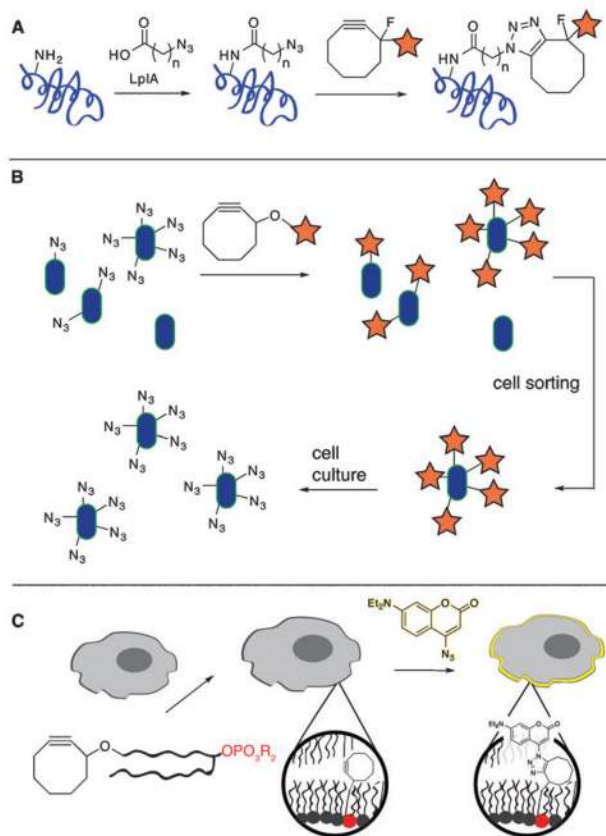 A
NH2
O
HO
N3
n
LplA
O
HN
N3
n
F
O
HN
n
N
N=N
F
B
N3
N3
N3
N3
N3
N3
N3
N3
O
cell sorting
N3
N3
N3
N3
N3
cell
culture
N3
N3
N3
N3
N3
N3
N3
N3
N3
N3
C
Et2N
O
O
N3
O
OPO3R2
Et2N
O
O
N
N
N